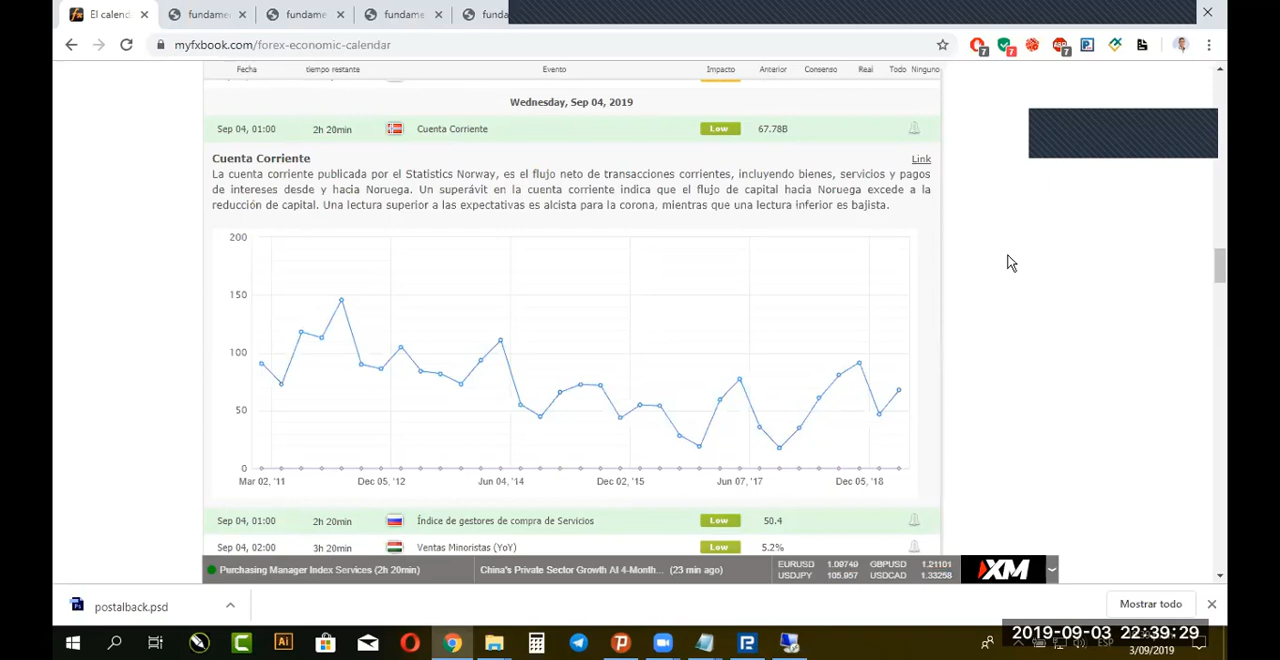 El calend
fundame
fundame
fundame
funda
myfxbook.com/forex-economic-calendar
7
7
7
Fecha tiempo restante Evento Impacto Anterior Consenso Real Todo Ninguno
Wednesday, Sep 04, 2019
Sep 04, 01:00 2h 20min Cuenta Corriente Low 67.78B
Cuenta Corriente Link
La cuenta corriente publicada por el Statistics Norway, es el flujo neto de transacciones corrientes, incluyendo bienes, servicios y pagos
de intereses desde y hacia Noruega. Un superávit en la cuenta corriente indica que el flujo de capital hacia Noruega excede a la
reducción de capital. Una lectura superior a las expectativas es alcista para la corona, mientras que una lectura inferior es bajista.
200
150
100
50
0
Mar 02, '11 Dec 05, '12 Jun 04, '14 Dec 02, '15 Jun 07, '17 Dec 05, '18
Sep 04, 01:00 2h 20min Índice de gestores de compra de Servicios Low 50.4
Sep 04, 02:00 3h 20min Ventas Minoristas (YoY) Low 5.2%
Purchasing Manager Index Services (2h 20min) China's Private Sector Growth At 4-Month... (23 min ago) EURUSD 1.09749 GBPUSD 1.21101
USDJPY 105.957 USDCAD 1.33258
XM
postalback.psd
Mostrar todo
2019-09-03 22:39:29
3/09/2019